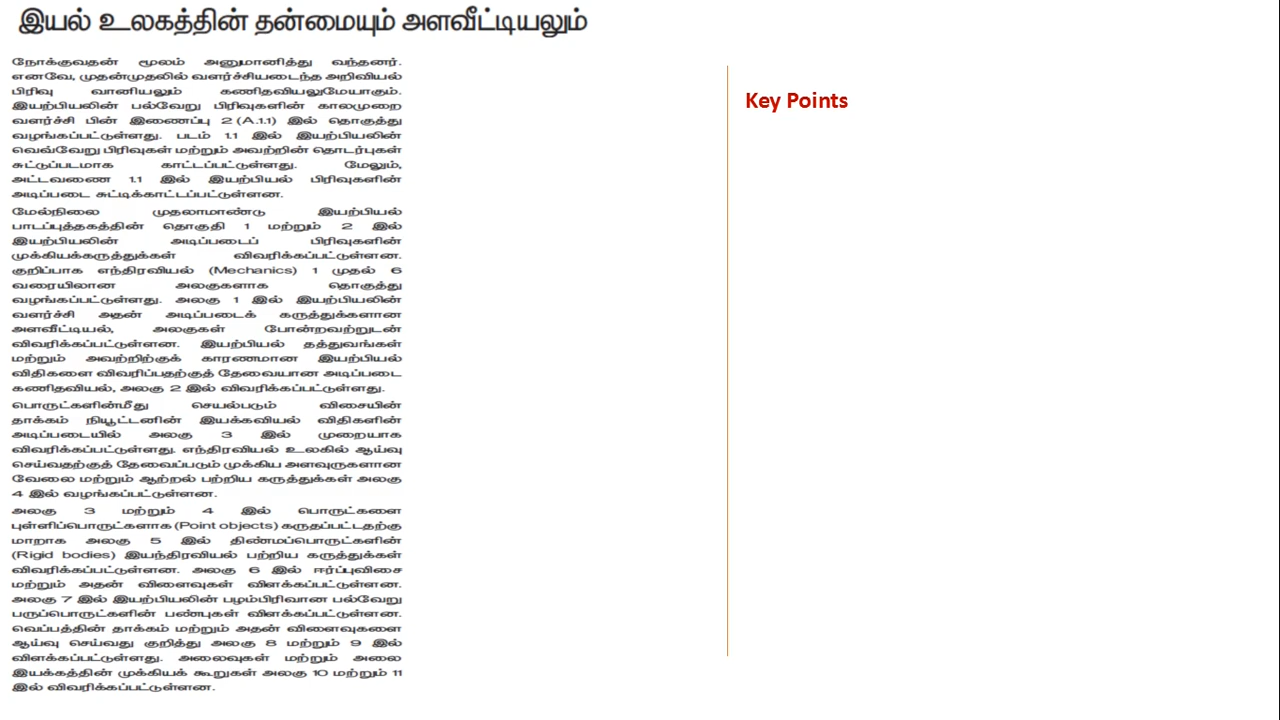 இயல் உலகத்தின் தன்மையும் அளவீட்டியலும்
நோக்குவதன் மூலம் அனுமானித்து வந்தனர்.
எனவே, முதன்முதலில் வளர்ச்சியடைந்த அறிவியல்
பிரிவு வானியலும் கணிதவியலுமேயாகும்.
இயற்பியலின் பல்வேறு பிரிவுகளின் காலமுறை
வளர்ச்சி பின் இணைப்பு 2 (A.1.1) இல் தொகுத்து
வழங்கப்பட்டுள்ளது. படம் 1.1 இல் இயற்பியலின்
வெவ்வேறு பிரிவுகள் மற்றும் அவற்றின் தொடர்புகள்
சுட்டுப்படமாக காட்டப்பட்டுள்ளது. மேலும்,
அட்டவணை 1.1 இல் இயற்பியல் பிரிவுகளின்
அடிப்படை சுட்டிக்காட்டப்பட்டுள்ளன.
மேல்நிலை முதலாமாண்டு இயற்பியல்
பாடப்புத்தகத்தின் தொகுதி 1 மற்றும் 2 இல்
இயற்பியலின் அடிப்படைப் பிரிவுகளின்
முக்கியக்கருத்துக்கள் விவரிக்கப்பட்டுள்ளன.
குறிப்பாக எந்திரவியல் (Mechanics) 1 முதல் 6
வரையிலான அலகுகளாக தொகுத்து
வழங்கப்பட்டுள்ளது. அலகு 1 இல் இயற்பியலின்
வளர்ச்சி அதன் அடிப்படைக் கருத்துக்களான
அளவீட்டியல், அலகுகள் போன்றவற்றுடன்
விவரிக்கப்பட்டுள்ளன. இயற்பியல் தத்துவங்கள்
மற்றும் அவற்றிற்குக் காரணமான இயற்பியல்
விதிகளை விவரிப்பதற்குத் தேவையான அடிப்படை
கணிதவியல், அலகு 2 இல் விவரிக்கப்பட்டுள்ளது.
பொருட்களின்மீது செயல்படும் விசையின்
தாக்கம் நியூட்டனின் இயக்கவியல் விதிகளின்
அடிப்படையில் அலகு 3 இல் முறையாக
விவரிக்கப்பட்டுள்ளது. எந்திரவியல் உலகில் ஆய்வு
செய்வதற்குத் தேவைப்படும் முக்கிய அளவுருகளான
வேலை மற்றும் ஆற்றல் பற்றிய கருத்துக்கள் அலகு
4 இல் வழங்கப்பட்டுள்ளன.
அலகு 3 மற்றும் 4 இல் பொருட்களை
புள்ளிப்பொருட்களாக (Point objects) கருதப்பட்டதற்கு
மாறாக அலகு 5 இல் திண்மப்பொருட்களின்
(Rigid bodies) இயந்திரவியல் பற்றிய கருத்துக்கள்
விவரிக்கப்பட்டுள்ளன. அலகு 6 இல் ஈர்ப்புவிசை
மற்றும் அதன் விளைவுகள் விளக்கப்பட்டுள்ளன.
அலகு 7 இல் இயற்பியலின் பழம்பிரிவான பல்வேறு
பருப்பொருட்களின் பண்புகள் விளக்கப்பட்டுள்ளன.
வெப்பத்தின் தாக்கம் மற்றும் அதன் விளைவுகளை
ஆய்வு செய்வது குறித்து அலகு 8 மற்றும் 9 இல்
விளக்கப்பட்டுள்ளது. அலைவுகள் மற்றும் அலை
இயக்கத்தின் முக்கியக் கூறுகள் அலகு 10 மற்றும் 11
இல் விவரிக்கப்பட்டுள்ளன.
Key Points